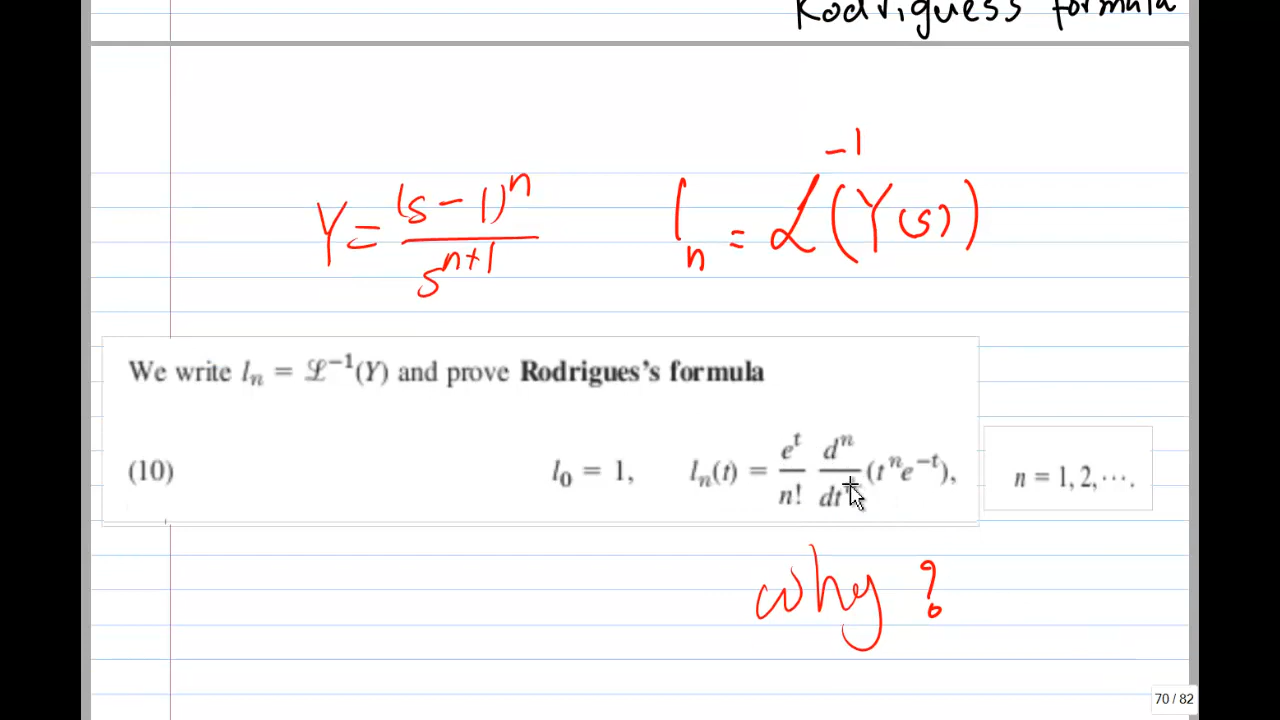 Rodriguess formula
Y = (s-1)^n / s^{n+1}    l_n = ℒ^{-1}(Y(s))
We write l_n = ℒ^{-1}(Y) and prove Rodrigues's formula
(10)    l_0 = 1,    l_n(t) = e^t/n! d^n/dt^n (t^n e^{-t}),    n = 1, 2, ⋯.
why ?
70 / 82